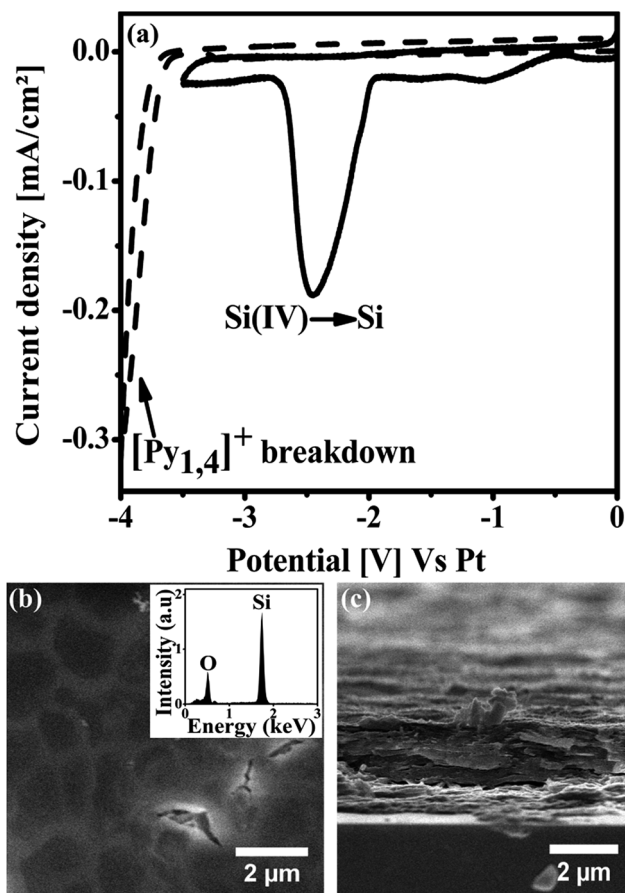 (a)
0.0
-0.1
-0.2
-0.3
Current density [mA/cm²]
Si(IV)→Si
[Py1,4]+ breakdown
-4 -3 -2 -1 0
Potential [V] Vs Pt
(b)
2
1
0
Intensity (a.u)
O
Si
0 1 2 3
Energy (keV)
2 µm
(c)
2 µm